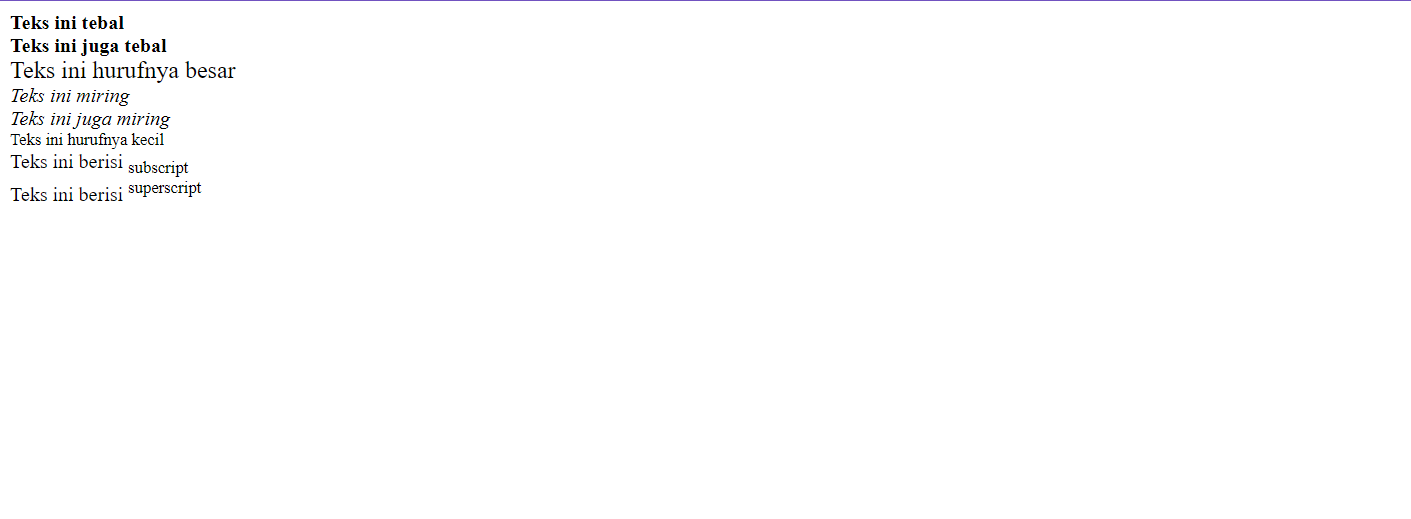 Teks ini tebal
Teks ini juga tebal
Teks ini hurufnya besar
Teks ini miring
Teks ini juga miring
Teks ini hurufnya kecil
Teks ini berisi subscript
Teks ini berisi superscript